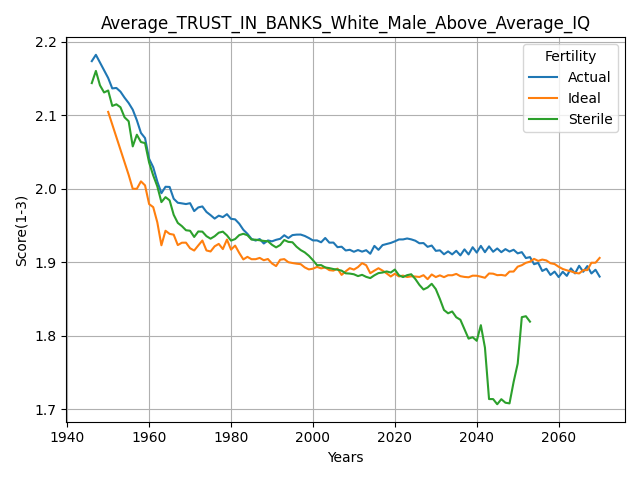 Average_TRUST_IN_BANKS_White_Male_Above_Average_IQ
Score(1-3)
2.2
2.1
2.0
1.9
1.8
1.7
Fertility
Actual
Ideal
Sterile
1940 1960 1980 2000 2020 2040 2060
Years